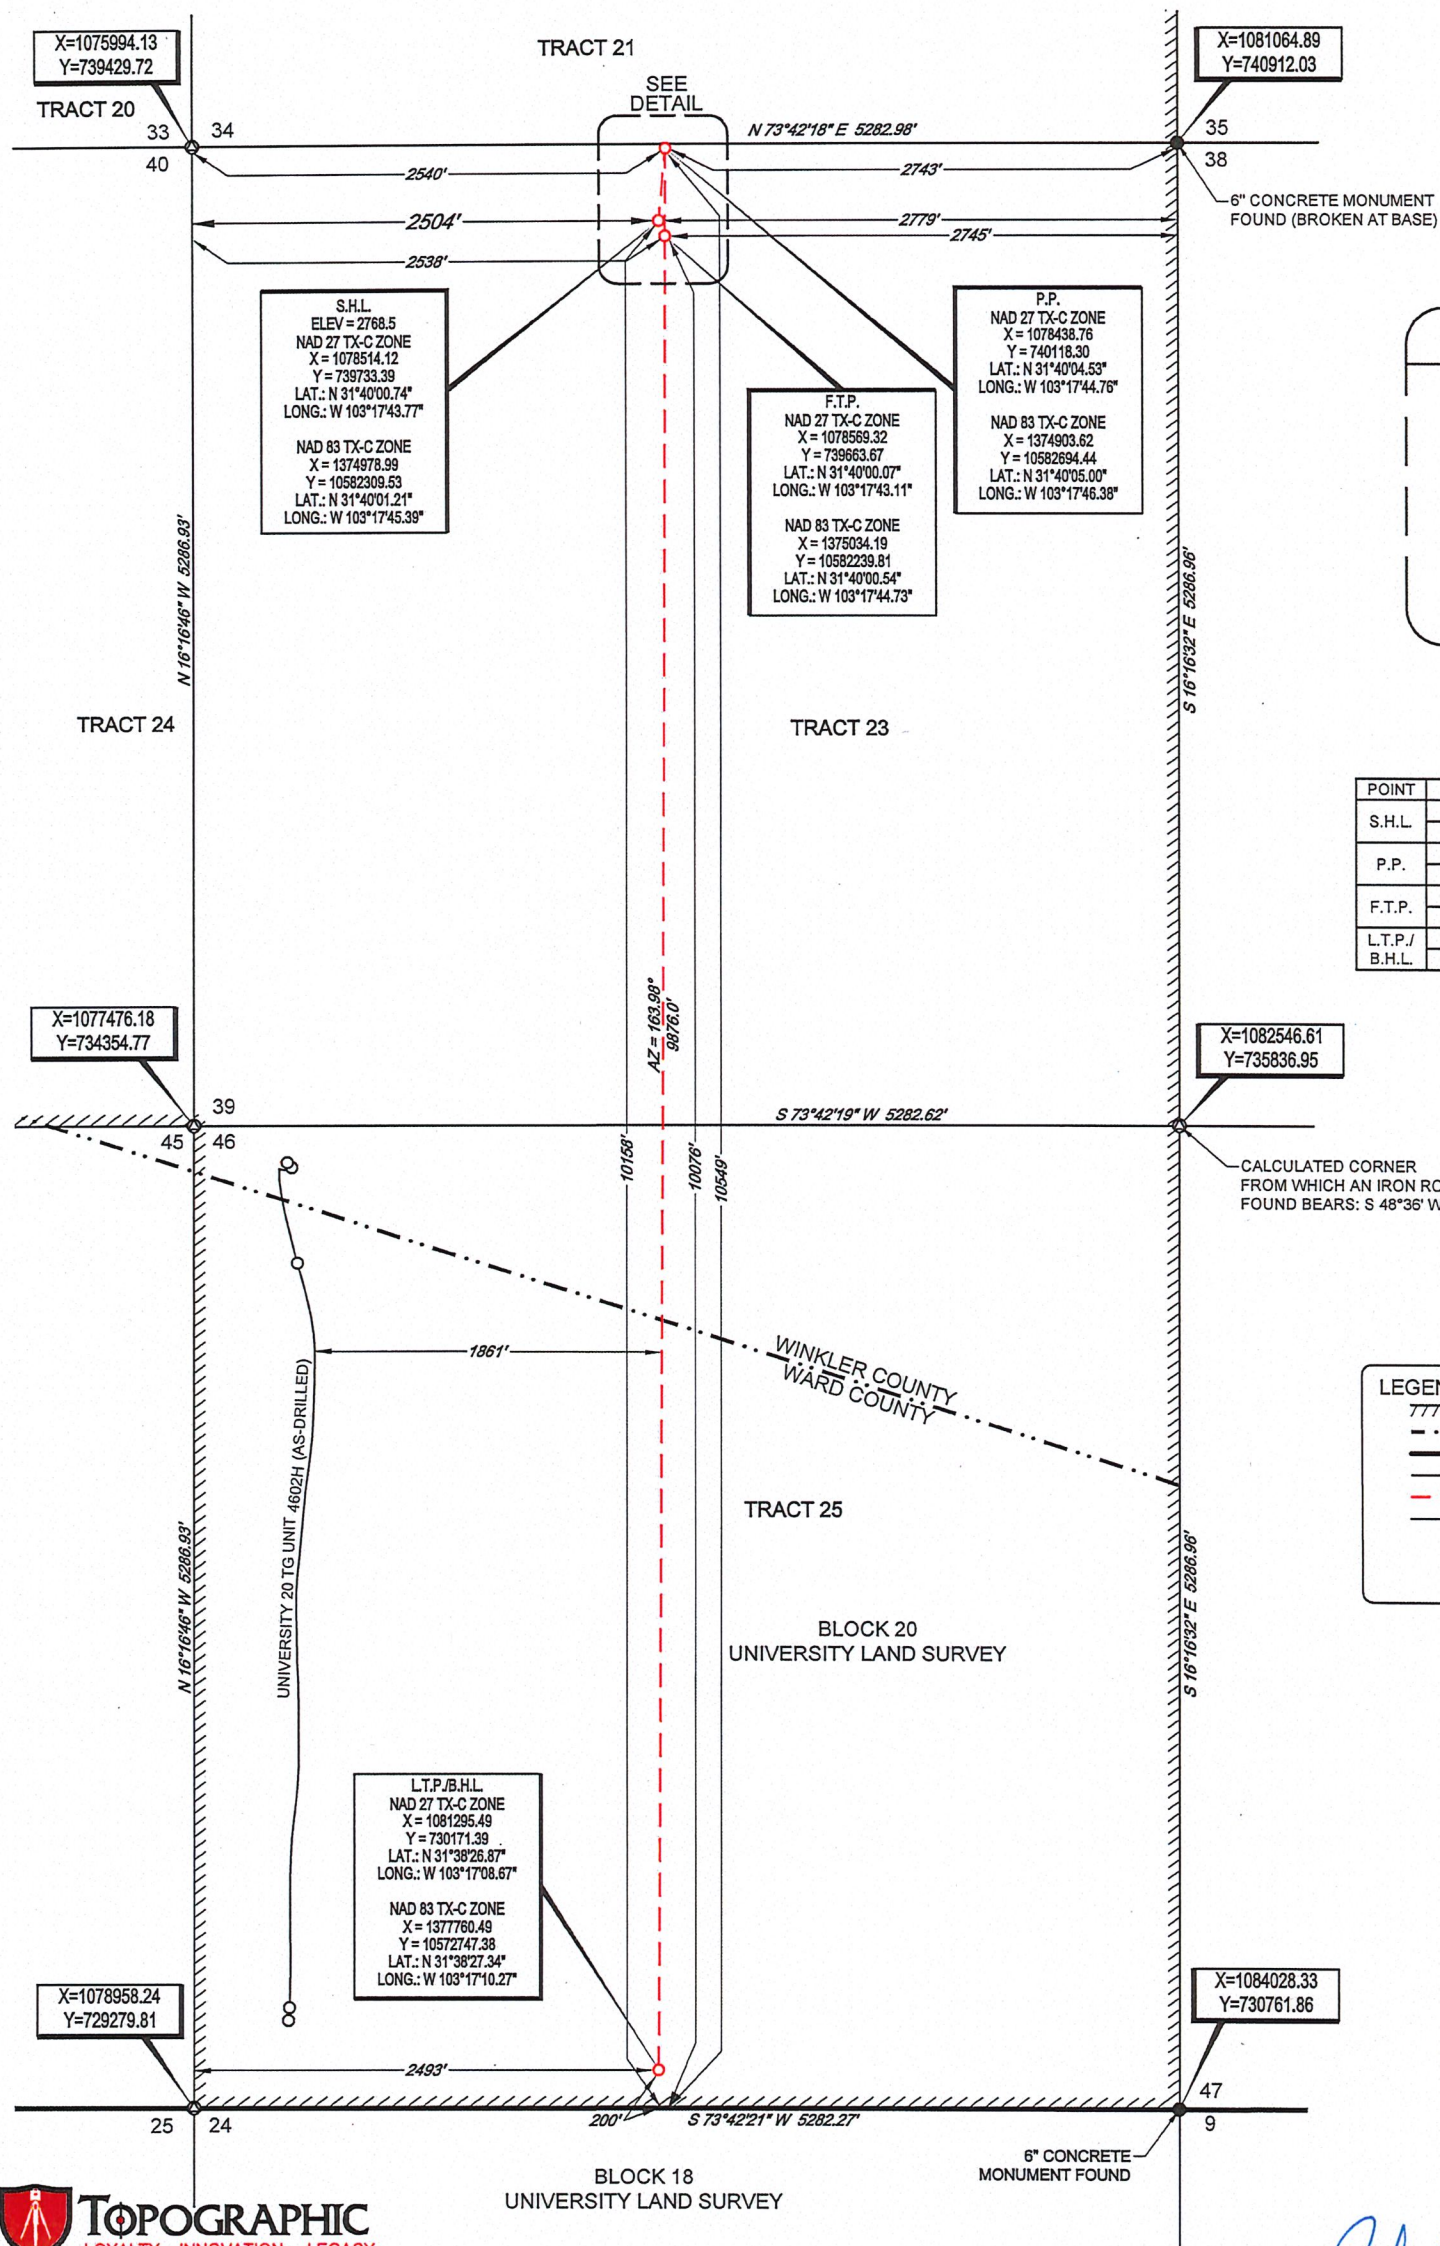 X=1075994.13
Y=739429.72
TRACT 21
X=1081064.89
Y=740912.03
SEE
DETAIL
TRACT 20
33
34
N 73°42'18" E 5282.98'
35
40
38
2540'
2743'
6" CONCRETE MONUMENT
FOUND (BROKEN AT BASE)
2504'
2779'
2745'
2538'
S.H.L.
ELEV = 2768.5
NAD 27 TX-C ZONE
X = 1078514.12
Y = 739733.39
LAT.: N 31°40'00.74"
LONG.: W 103°17'43.77"
NAD 83 TX-C ZONE
X = 1374978.99
Y = 10582309.53
LAT.: N 31°40'01.21"
LONG.: W 103°17'45.39"
P.P.
NAD 27 TX-C ZONE
X = 1078438.76
Y = 740118.30
LAT.: N 31°40'04.53"
LONG.: W 103°17'44.76"
NAD 83 TX-C ZONE
X = 1374903.62
Y = 10582694.44
LAT.: N 31°40'05.00"
LONG.: W 103°17'46.38"
F.T.P.
NAD 27 TX-C ZONE
X = 1078569.32
Y = 739663.67
LAT.: N 31°40'00.07"
LONG.: W 103°17'43.11"
NAD 83 TX-C ZONE
X = 1375034.19
Y = 10582239.81
LAT.: N 31°40'00.54"
LONG.: W 103°17'44.73"
N 16°16'46" W 5286.93'
S 16°16'32" E 5286.96'
TRACT 24
TRACT 23
POINT
S.H.L.
P.P.
F.T.P.
L.T.P./
B.H.L.
AZ = 163.98°
9876.0'
X=1077476.18
Y=734354.77
X=1082546.61
Y=735836.95
39
S 73°42'19" W 5282.62'
45
46
10158'
10076'
10549'
CALCULATED CORNER
FROM WHICH AN IRON RO
FOUND BEARS: S 48°36' W
1861'
WINKLER COUNTY
WARD COUNTY
UNIVERSITY 20 TG UNIT 4602H (AS-DRILLED)
LEGEN
TRACT 25
N 16°16'46" W 5286.93'
S 16°16'32" E 5286.96'
BLOCK 20
UNIVERSITY LAND SURVEY
L.T.P./B.H.L.
NAD 27 TX-C ZONE
X = 1081295.49
Y = 730171.39
LAT.: N 31°38'26.87"
LONG.: W 103°17'08.67"
NAD 83 TX-C ZONE
X = 1377760.49
Y = 10572747.38
LAT.: N 31°38'27.34"
LONG.: W 103°17'10.27"
X=1078958.24
Y=729279.81
X=1084028.33
Y=730761.86
2493'
47
25
24
200'
S 73°42'21" W 5282.27'
9
6" CONCRETE
MONUMENT FOUND
BLOCK 18
UNIVERSITY LAND SURVEY
TOPOGRAPHIC
LOYALTY INNOVATION LEGACY